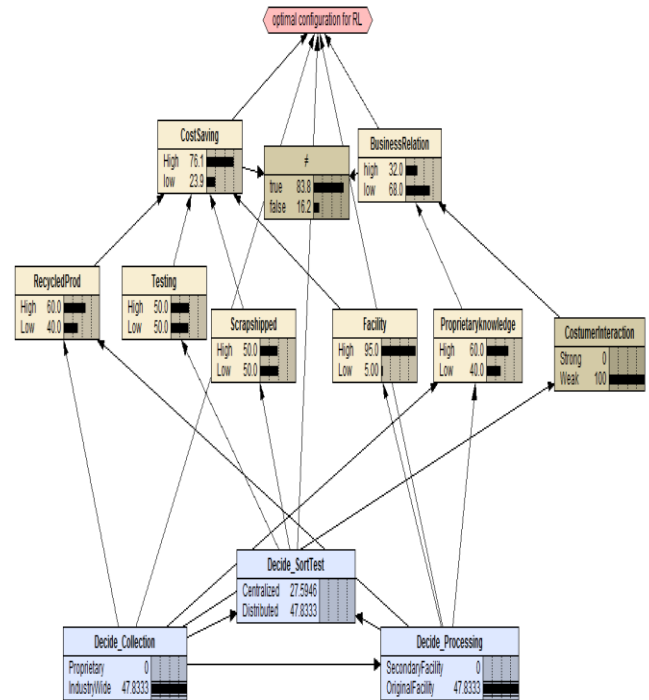 optimal configuration for RL
CostSaving
High 76.1
low 23.9
≠
true 83.8
false 16.2
BusinessRelation
high 32.0
low 68.0
RecycledProd
High 60.0
Low 40.0
Testing
High 50.0
Low 50.0
Scrapshipped
High 50.0
Low 50.0
Facility
High 95.0
Low 5.00
Proprietaryknowledge
High 60.0
Low 40.0
CostumerInteraction
Strong 0
Weak 100
Decide_SortTest
Centralized 27.5946
Distributed 47.8333
Decide_Collection
Proprietary 0
IndustryWide 47.8333
Decide_Processing
SecondaryFacility 0
OriginalFacility 47.8333